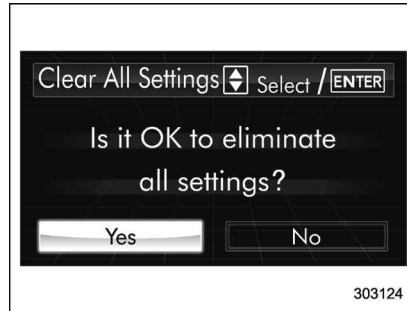 Clear All Settings Select / ENTER
Is it OK to eliminate
all settings?
Yes No
303124